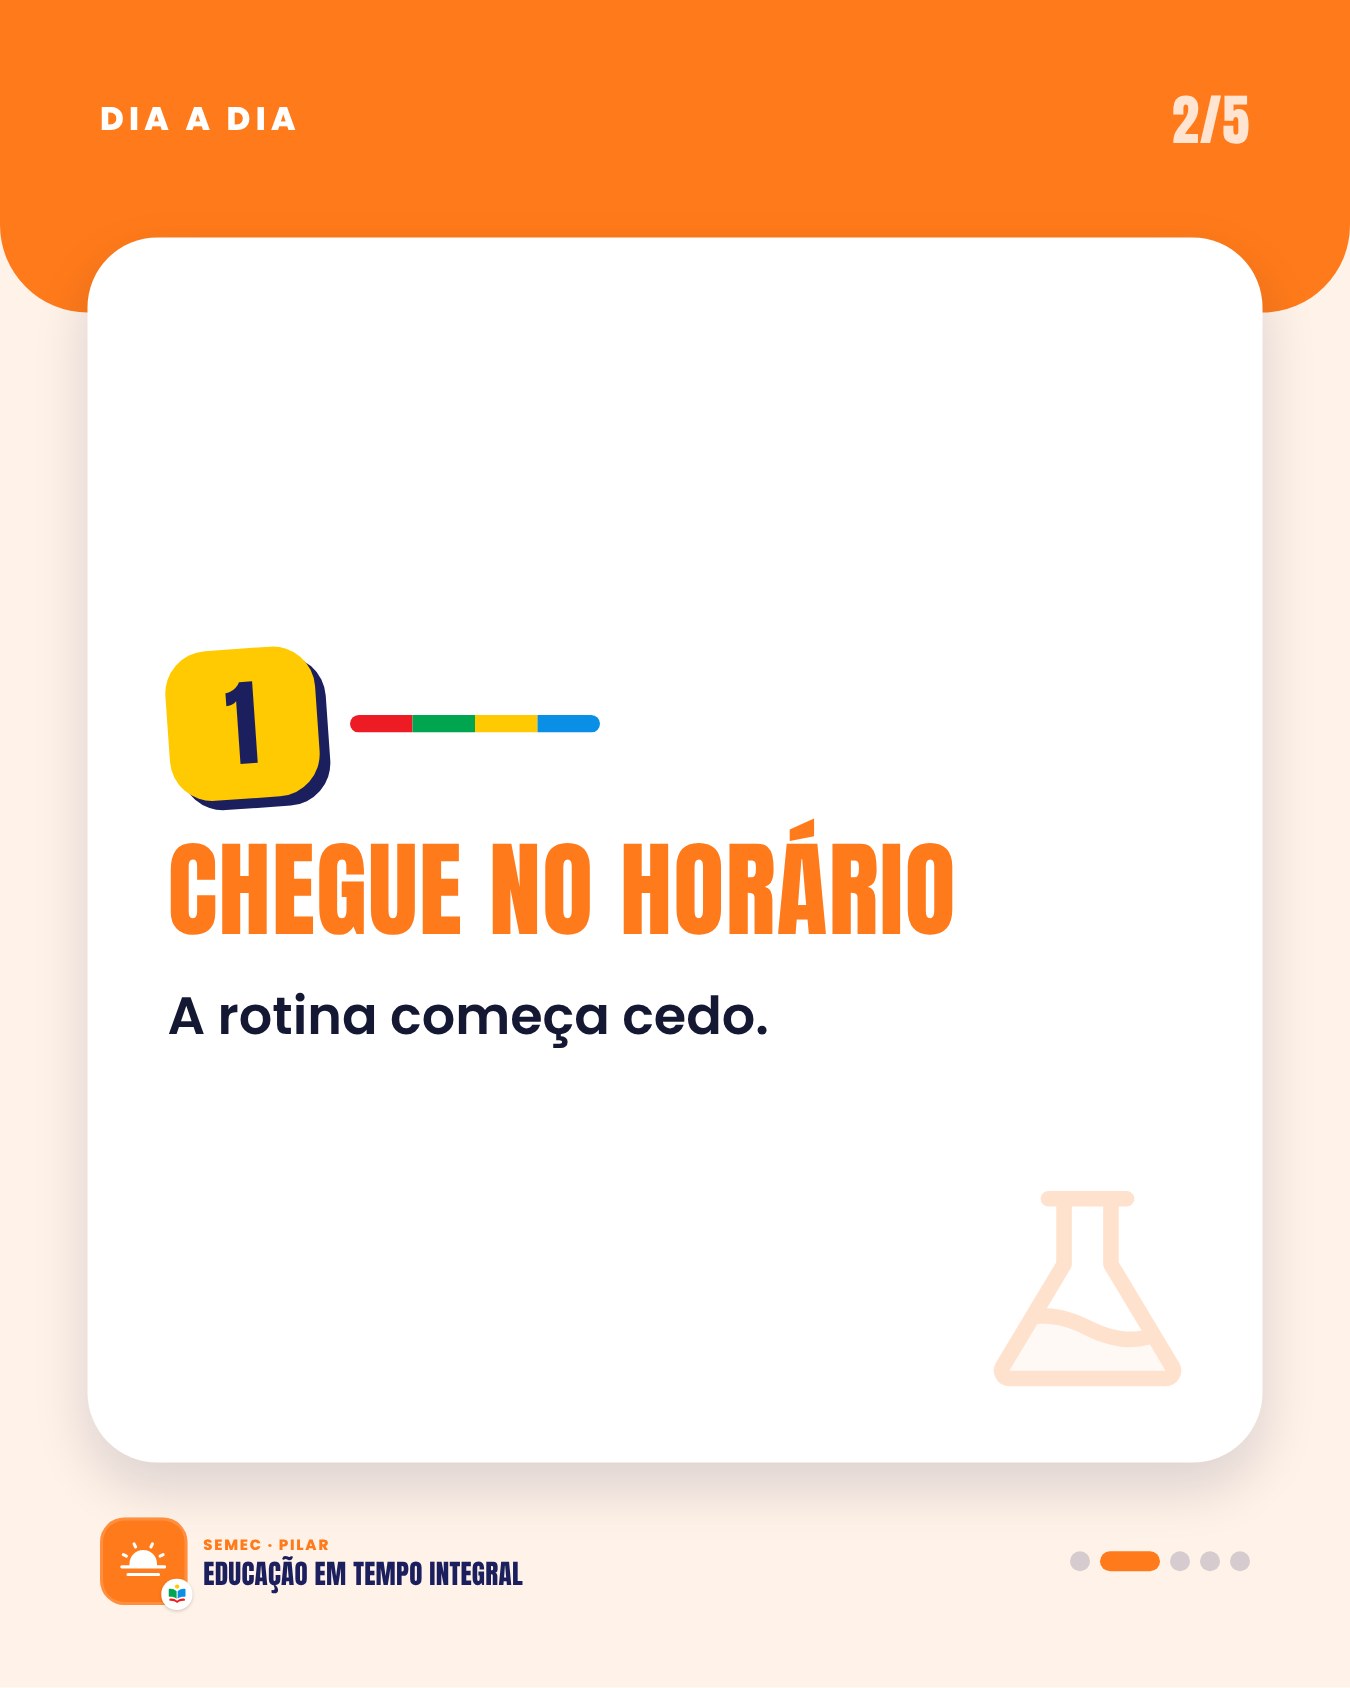 DIA A DIA
2/5
1
CHEGUE NO HORÁRIO
A rotina começa cedo.
SEMEC · PILAR
EDUCAÇÃO EM TEMPO INTEGRAL